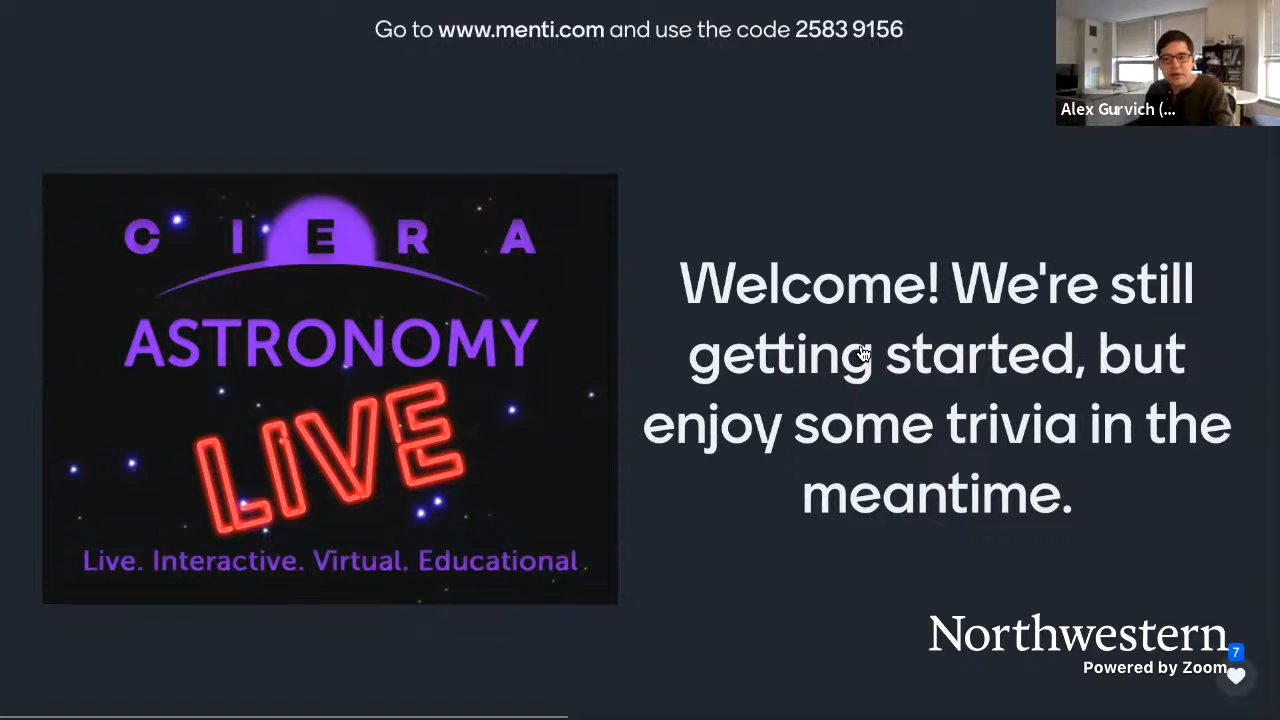 Go to www.menti.com and use the code 2583 9156
Alex Gurvich (...
C I E R A
ASTRONOMY
LIVE
Live. Interactive. Virtual. Educational.
Welcome! We're still
getting started, but
enjoy some trivia in the
meantime.
Northwestern
7
Powered by Zoom